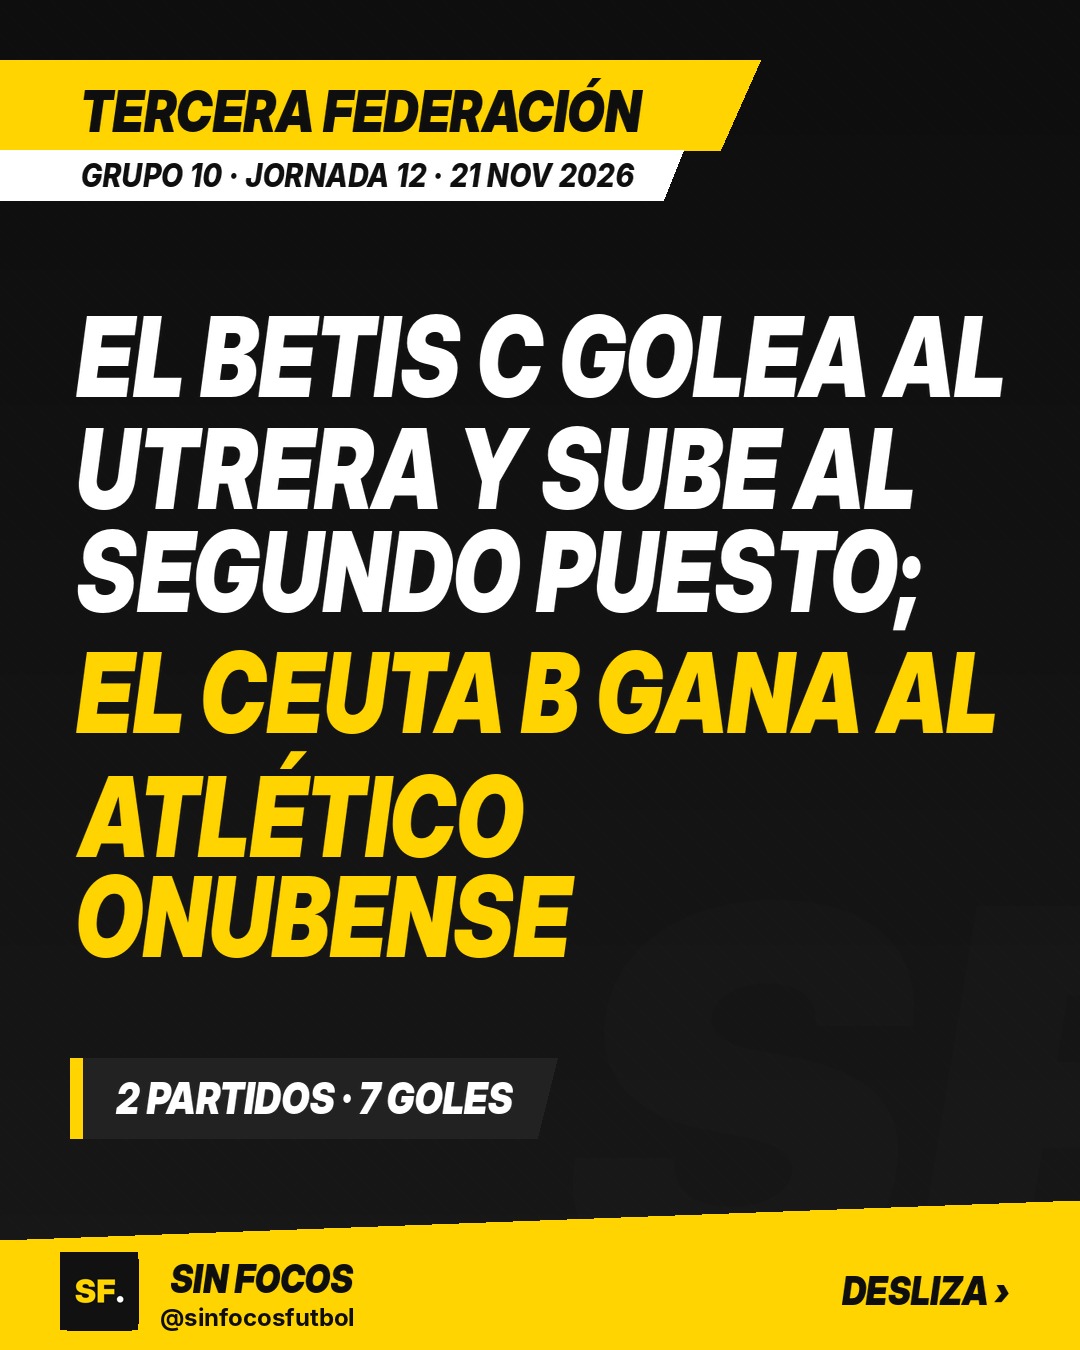 TERCERA FEDERACIÓN
GRUPO 10 · JORNADA 12 · 21 NOV 2026
EL BETIS C GOLEA AL
UTRERA Y SUBE AL
SEGUNDO PUESTO;
EL CEUTA B GANA AL
ATLÉTICO
ONUBENSE
2 PARTIDOS · 7 GOLES
SF
SF.
SIN FOCOS
@sinfocosfutbol
DESLIZA ›